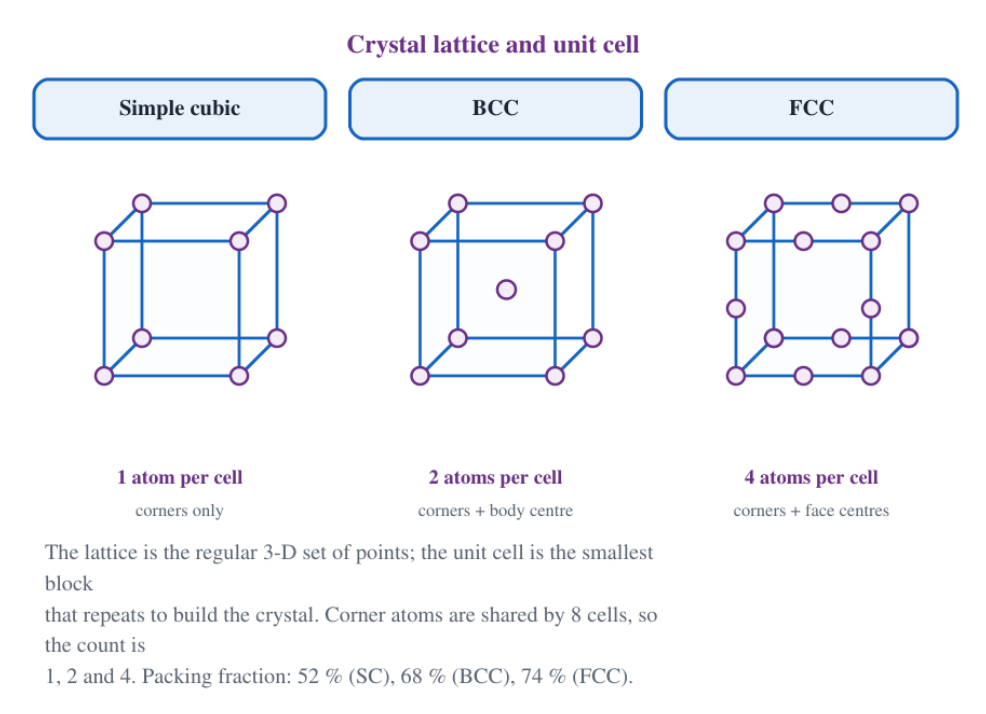 Crystal lattice and unit cell
Simple cubic
BCC
FCC
1 atom per cell
2 atoms per cell
4 atoms per cell
corners only
corners + body centre
corners + face centres
The lattice is the regular 3-D set of points; the unit cell is the smallest
block
that repeats to build the crystal. Corner atoms are shared by 8 cells, so
the count is
1, 2 and 4. Packing fraction: 52 % (SC), 68 % (BCC), 74 % (FCC).